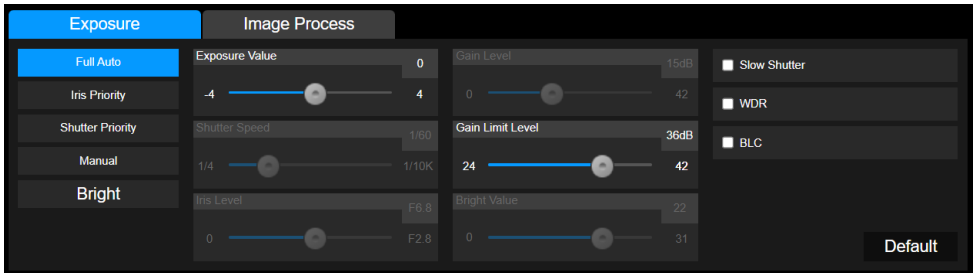 Exposure
Image Process
Full Auto
Iris Priority
Shutter Priority
Manual
Bright
Exposure Value
0
-4
4
Shutter Speed
1/60
1/4
1/10K
Iris Level
F6.8
0
F2.8
Gain Level
15dB
0
42
Gain Limit Level
36dB
24
42
Bright Value
22
0
31
Slow Shutter
WDR
BLC
Default